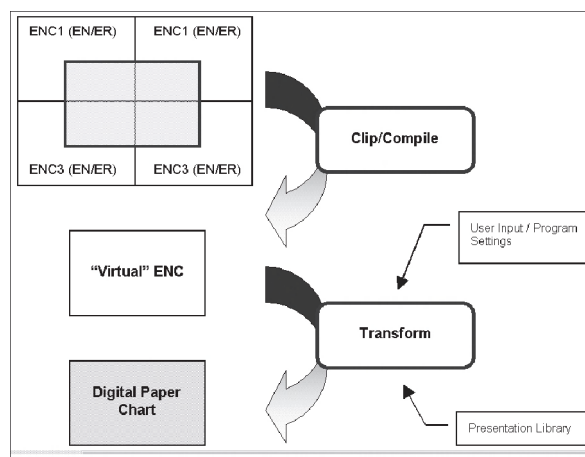 ENC1 (EN/ER)
ENC1 (EN/ER)
ENC3 (EN/ER)
ENC3 (EN/ER)
Clip/Compile
User Input / Program
Settings
“Virtual” ENC
Transform
Digital Paper
Chart
Presentation Library